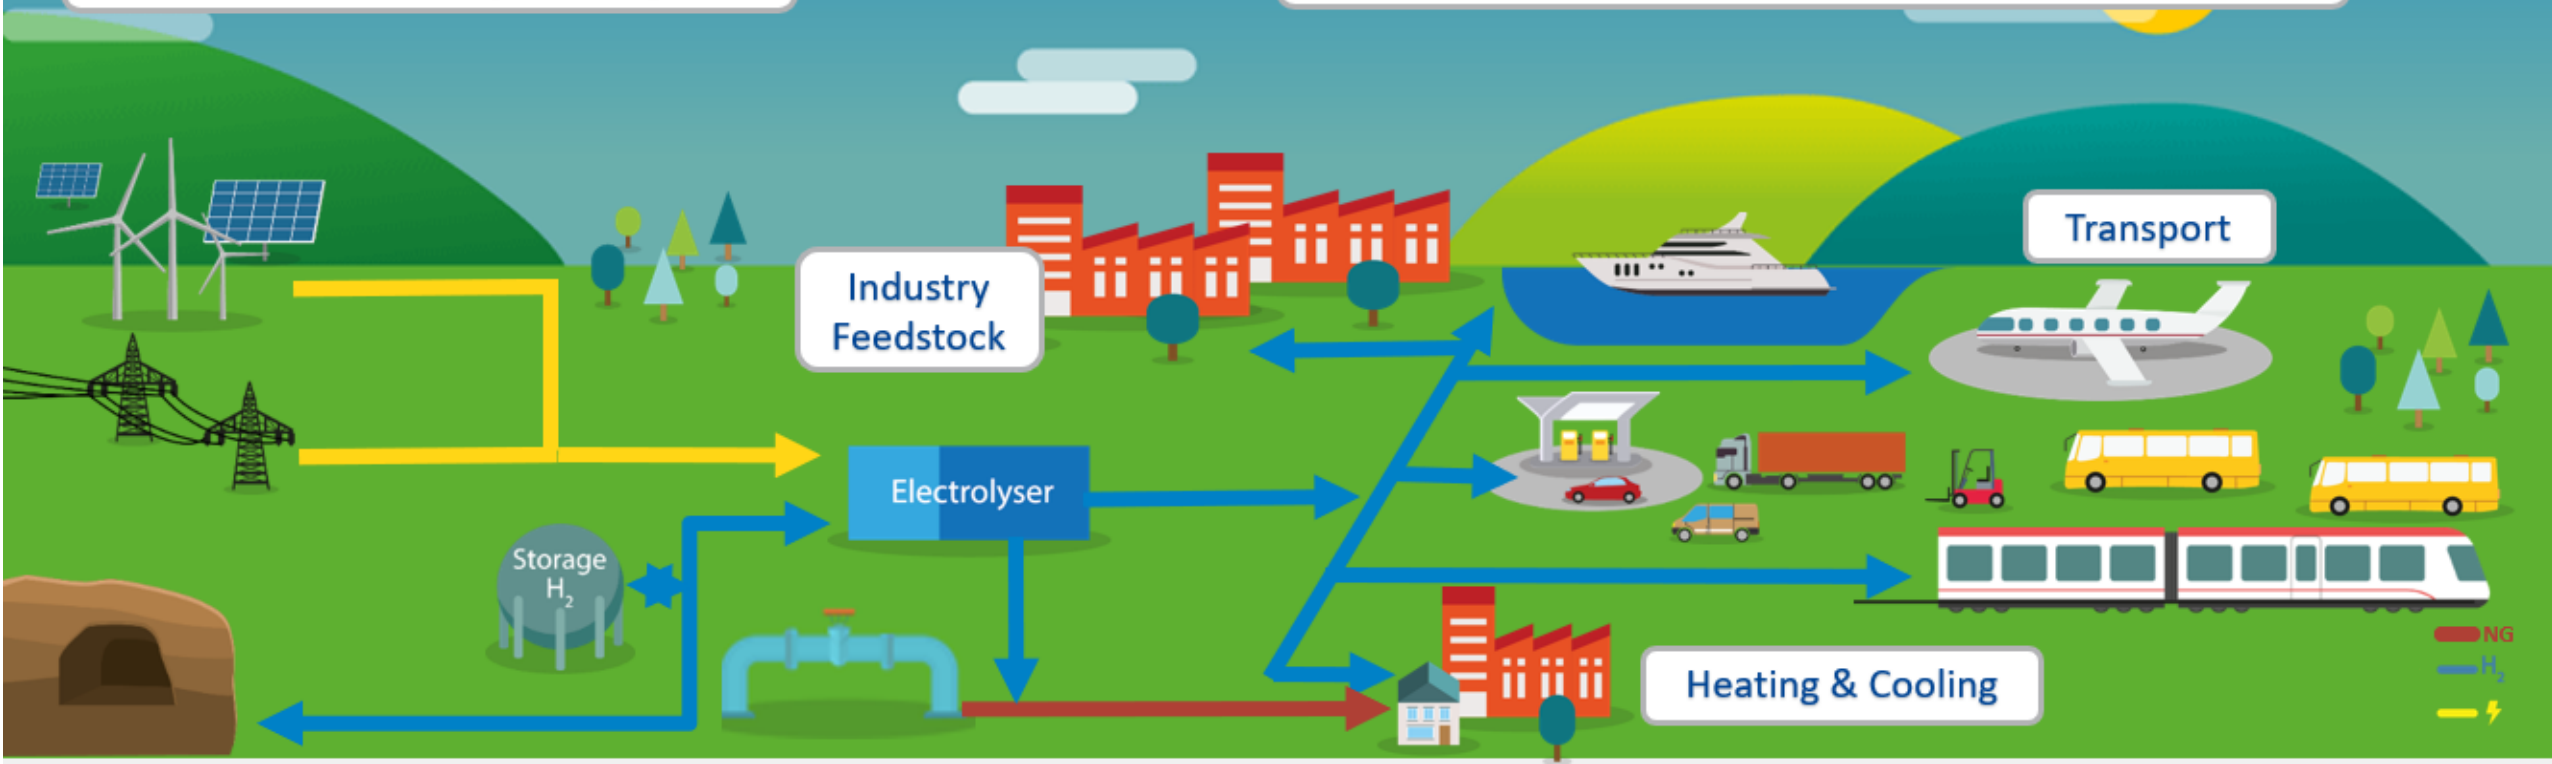 Transport
Industry
Feedstock
Electrolyser
Storage
H₂
Heating & Cooling
NG
H₂